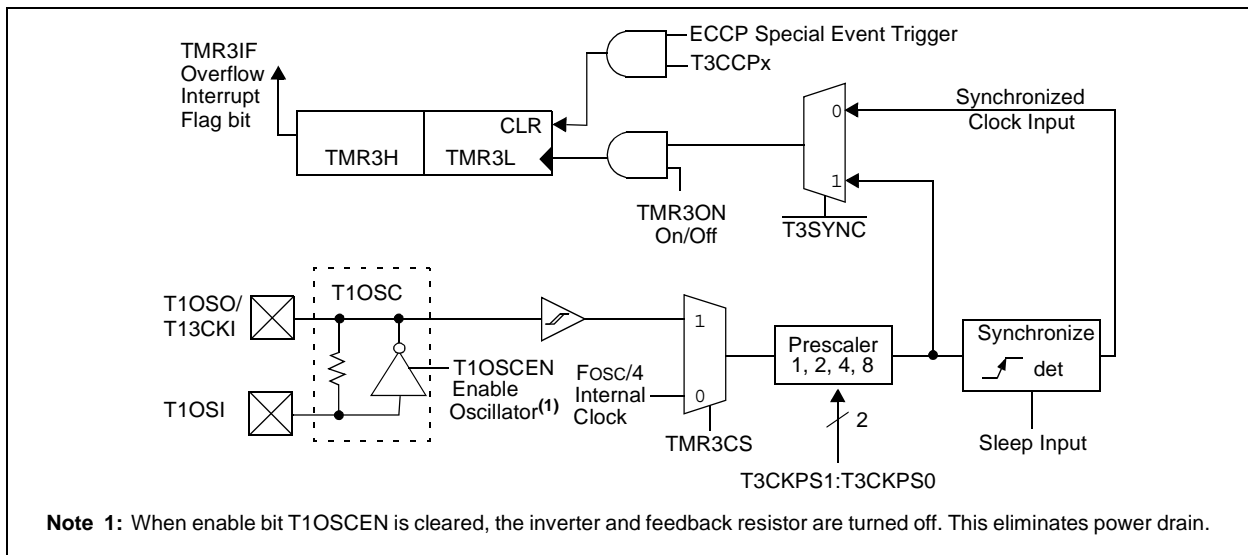 ECCP Special Event Trigger
T3CCPx
TMR3IF
Overflow
Interrupt
Flag bit
CLR
TMR3H
TMR3L
0
1
Synchronized
Clock Input
TMR3ON
On/Off
T3SYNC
T1OSO/
T13CKI
T1OSC
T1OSI
T1OSCEN
Enable
Oscillator(1)
FOSC/4
Internal
Clock
1
0
TMR3CS
Prescaler
1, 2, 4, 8
2
T3CKPS1:T3CKPS0
Synchronize
det
Sleep Input
Note 1: When enable bit T1OSCEN is cleared, the inverter and feedback resistor are turned off. This eliminates power drain.